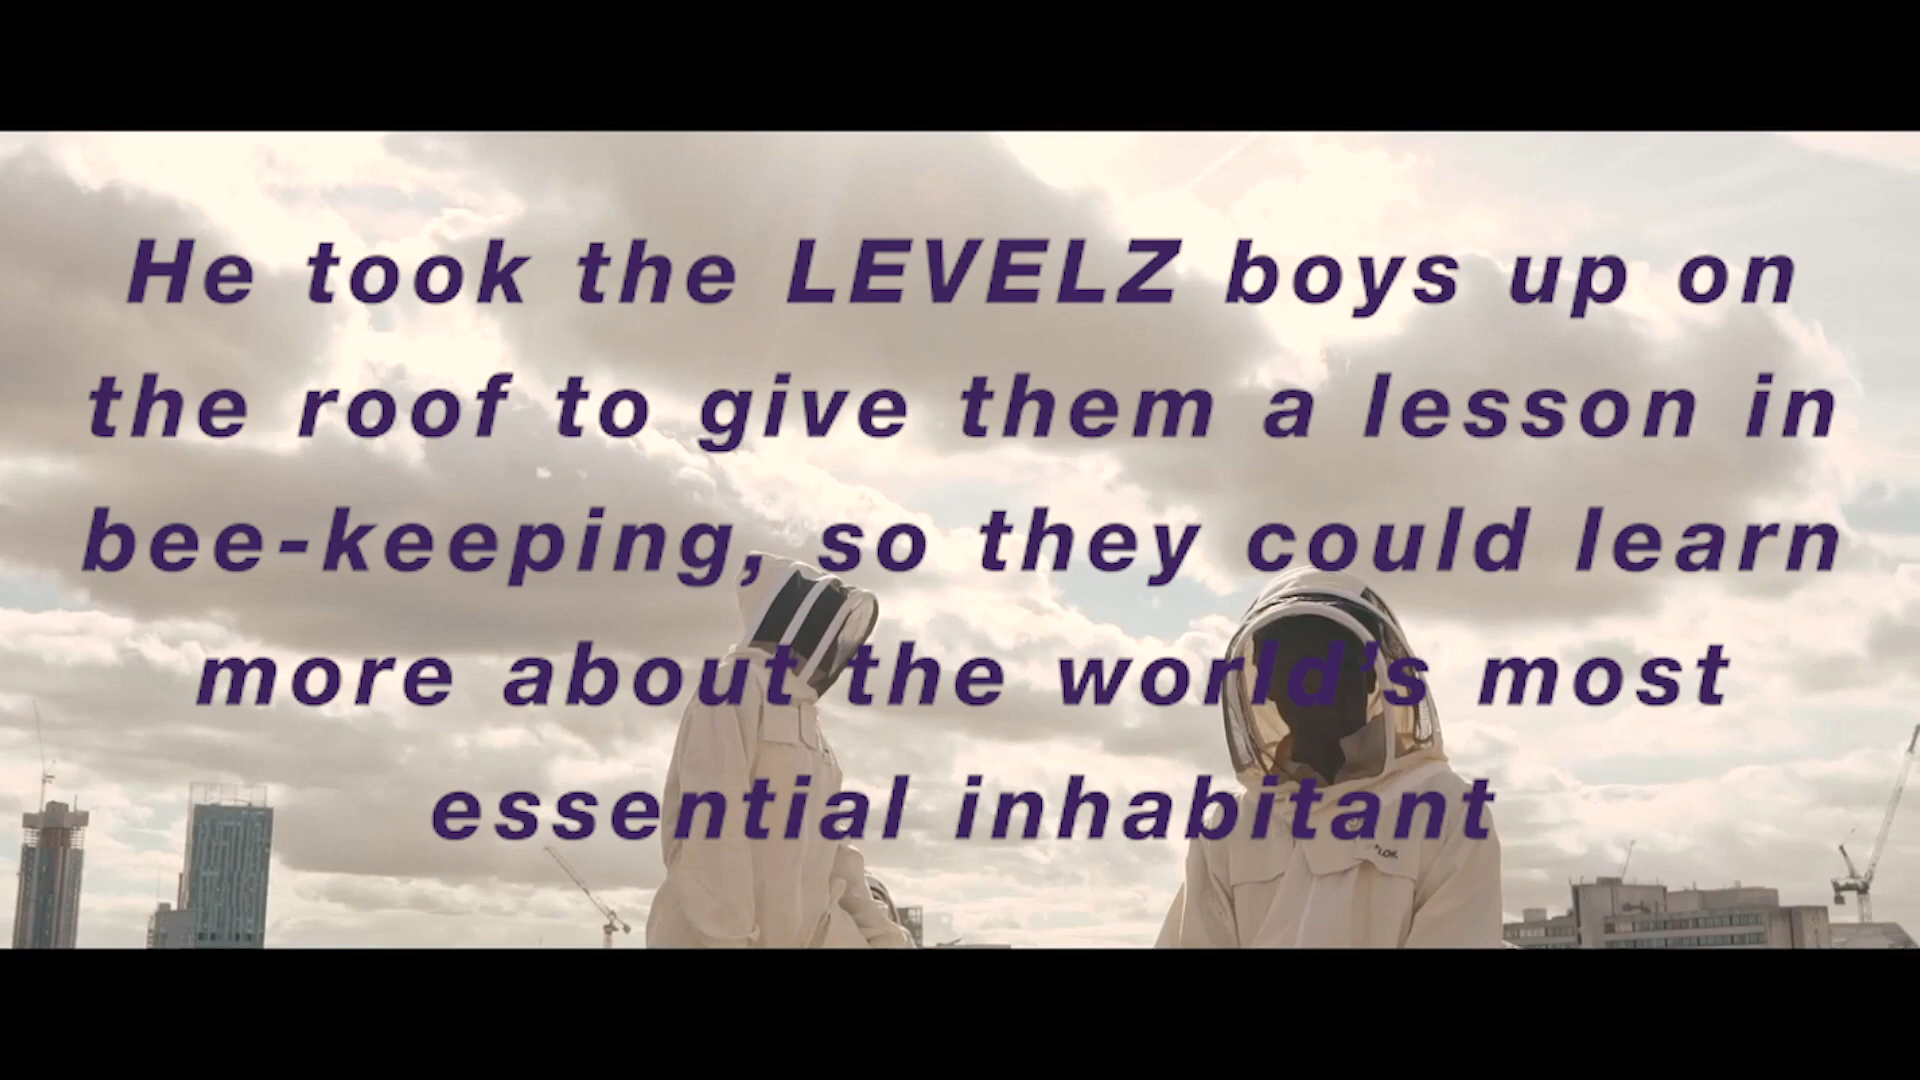 He took the LEVELZ boys up on
the roof to give them a lesson in
bee-keeping, so they could learn
more about the world's most
essential inhabitant